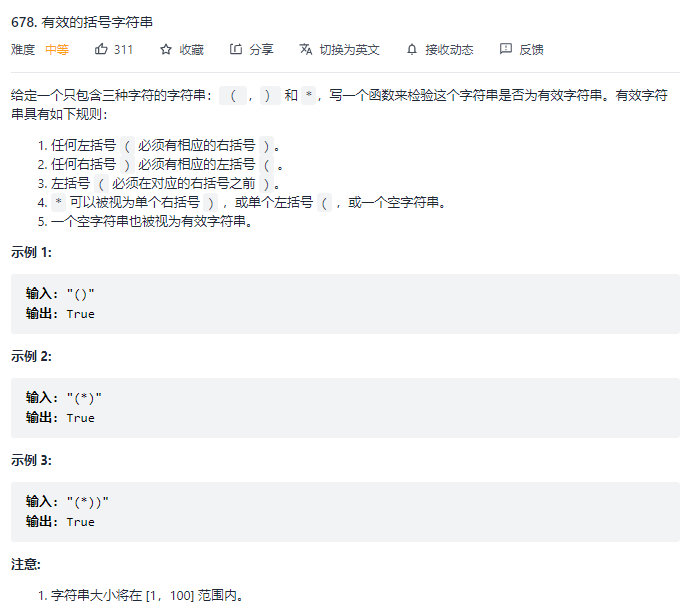 678. 有效的括号字符串
难度 中等 311 收藏 分享 切换为英文 接收动态 反馈
给定一个只包含三种字符的字符串：( ，) 和 *，写一个函数来检验这个字符串是否为有效字符串。有效字符
串具有如下规则：
1. 任何左括号 ( 必须有相应的右括号 )。
2. 任何右括号 ) 必须有相应的左括号 ( 。
3. 左括号 ( 必须在对应的右括号之前 )。
4. * 可以被视为单个右括号 ) ，或单个左括号 ( ，或一个空字符串。
5. 一个空字符串也被视为有效字符串。
示例 1:
输入: "()"
输出: True
示例 2:
输入: "(*)"
输出: True
示例 3:
输入: "(*))"
输出: True
注意:
1. 字符串大小将在 [1，100] 范围内。